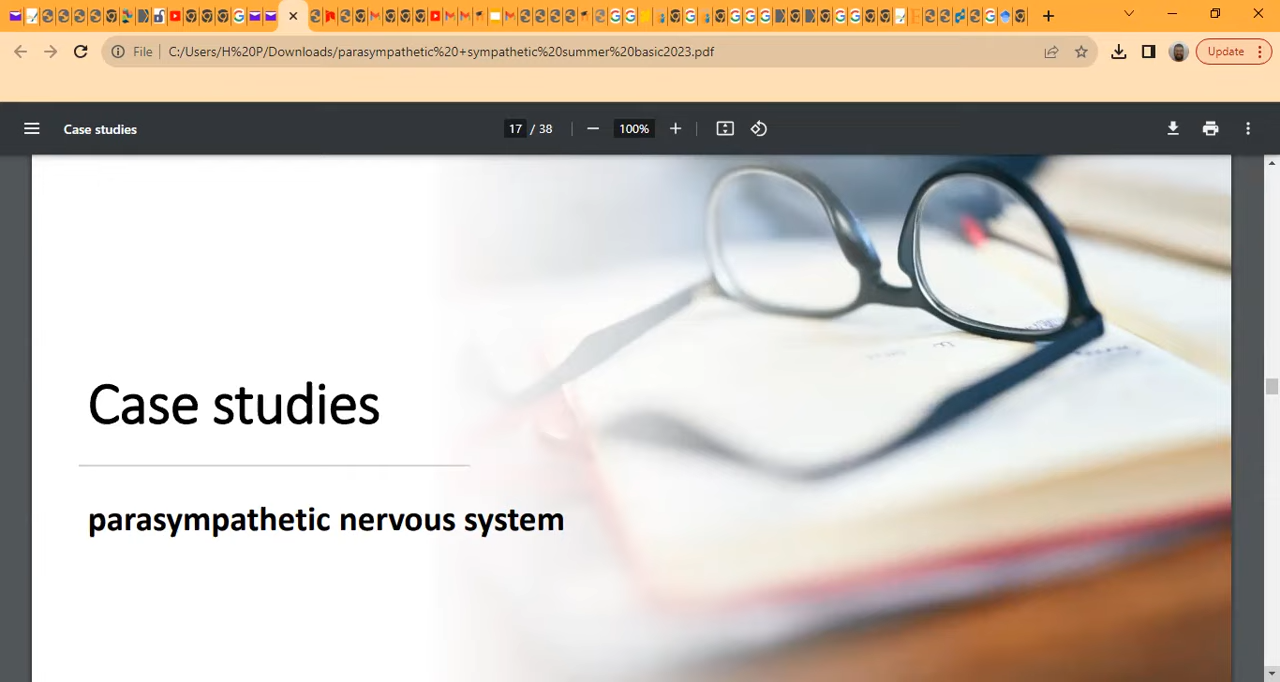 File
C:/Users/H%20P/Downloads/parasympathetic%20+sympathetic%20summer%20basic2023.pdf
Update
Case studies
17 / 38
100%
Case studies
parasympathetic nervous system